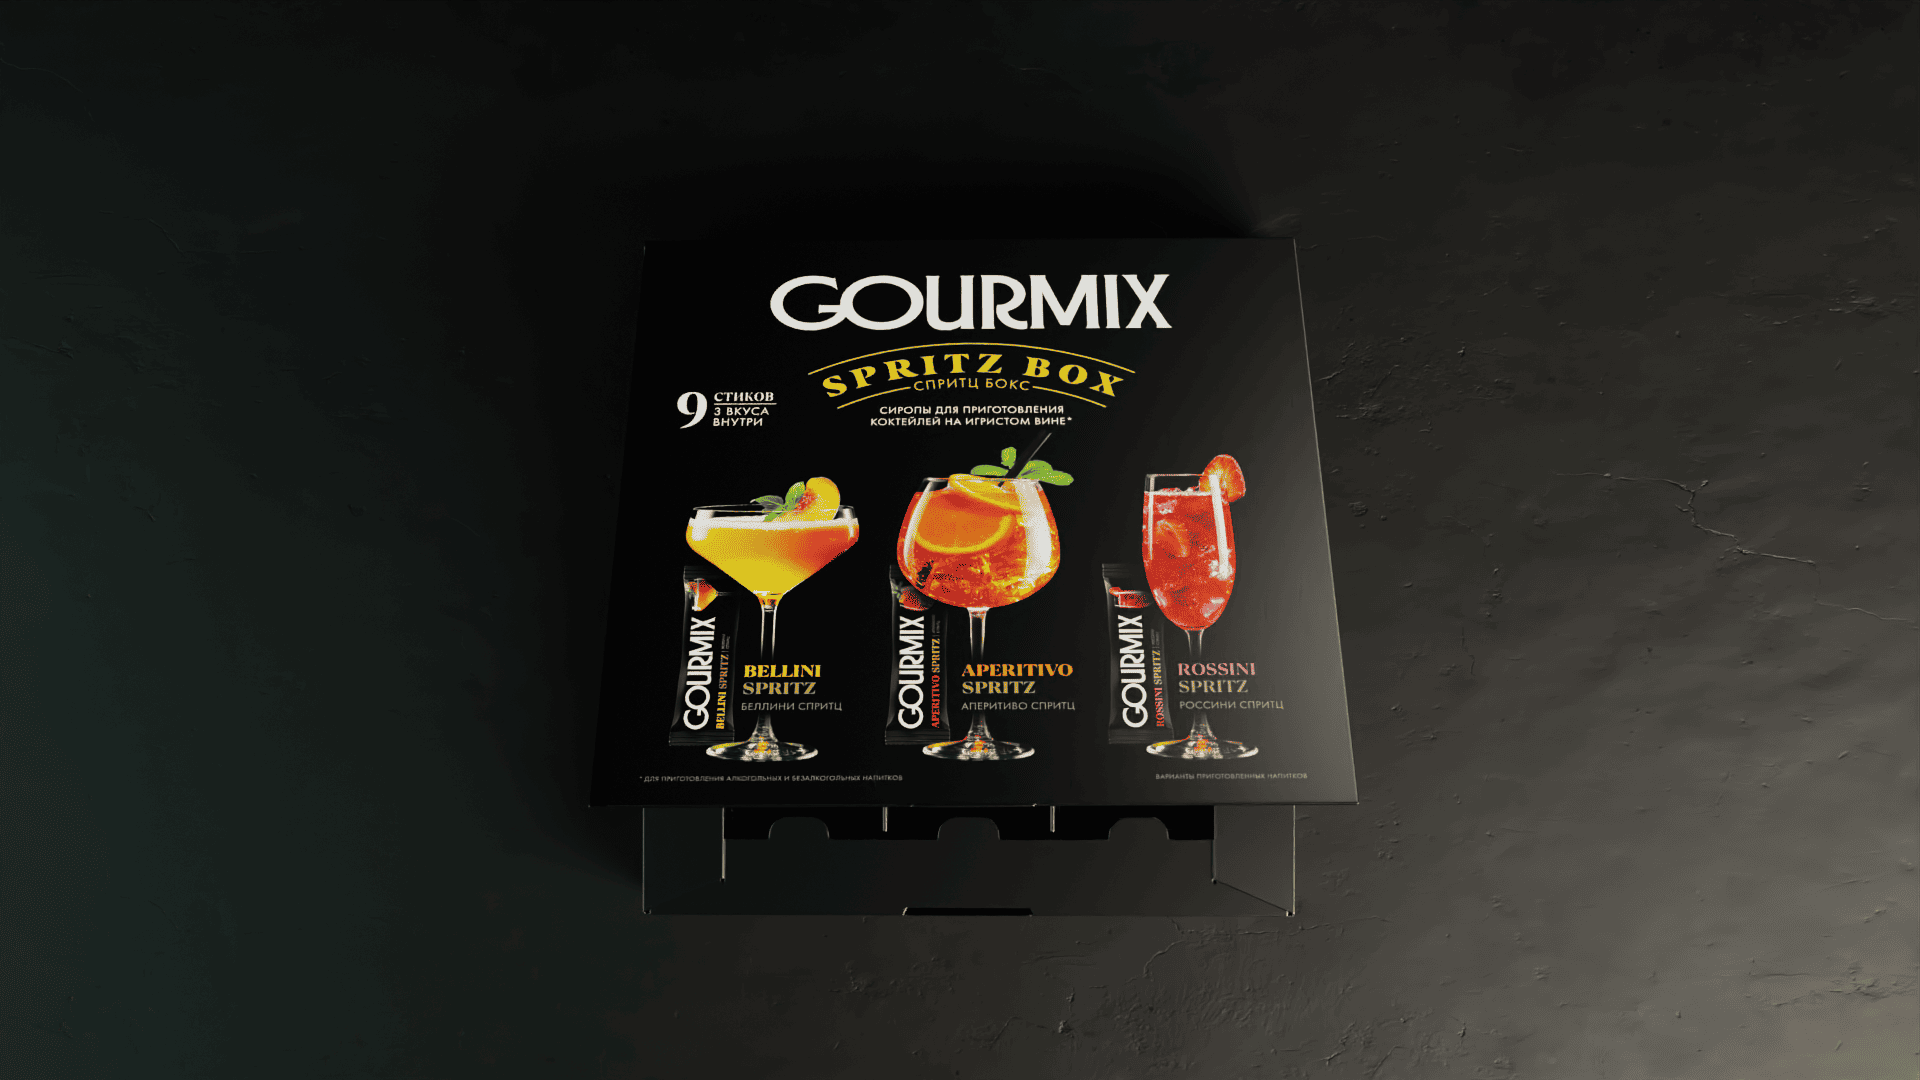 GOURMIX
SPRITZ BOX
СПРИТЦ БОКС
9 СТИКОВ
3 ВКУСА
ВНУТРИ
СИРОПЫ ДЛЯ ПРИГОТОВЛЕНИЯ
КОКТЕЙЛЕЙ НА ИГРИСТОМ ВИНЕ*
GOURMIX
BELLINI SPRITZ
BELLINI
SPRITZ
БЕЛЛИНИ СПРИТЦ
GOURMIX
APERITIVO SPRITZ
APERITIVO
SPRITZ
АПЕРИТИВО СПРИТЦ
GOURMIX
ROSSINI SPRITZ
ROSSINI
SPRITZ
РОССИНИ СПРИТЦ
* ДЛЯ ПРИГОТОВЛЕНИЯ АЛКОГОЛЬНЫХ И БЕЗАЛКОГОЛЬНЫХ НАПИТКОВ
ВАРИАНТЫ ПРИГОТОВЛЕННЫХ НАПИТКОВ